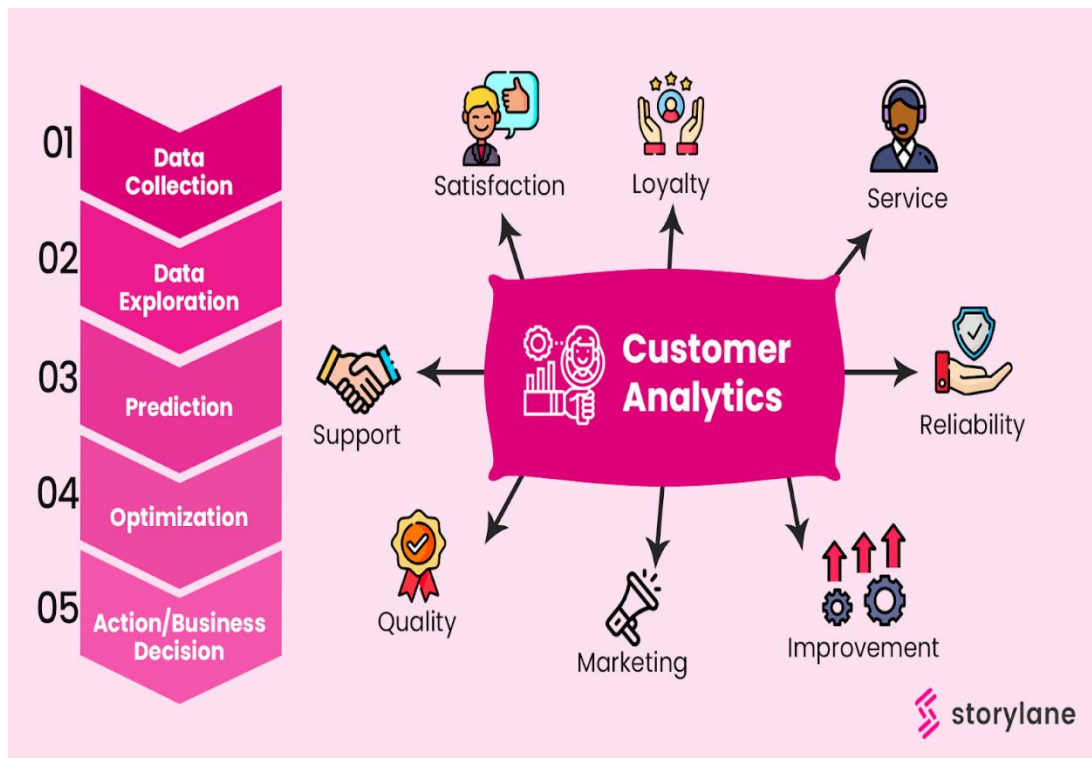 01
Data
Collection
02
Data
Exploration
03
Prediction
04
Optimization
05
Action/Business
Decision
Satisfaction
Loyalty
Service
Support
Customer
Analytics
Reliability
Quality
Marketing
Improvement
storylane